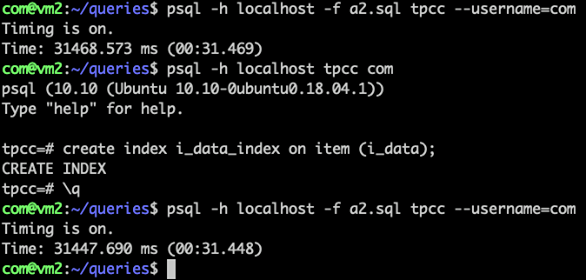 com@vm2:~/queries$ psql -h localhost -f a2.sql tpcc --username=com
Timing is on.
Time: 31468.573 ms (00:31.469)
com@vm2:~/queries$ psql -h localhost tpcc com
psql (10.10 (Ubuntu 10.10-0ubuntu0.18.04.1))
Type "help" for help.

tpcc=# create index i_data_index on item (i_data);
CREATE INDEX
tpcc=# \q
com@vm2:~/queries$ psql -h localhost -f a2.sql tpcc --username=com
Timing is on.
Time: 31447.690 ms (00:31.448)
com@vm2:~/queries$